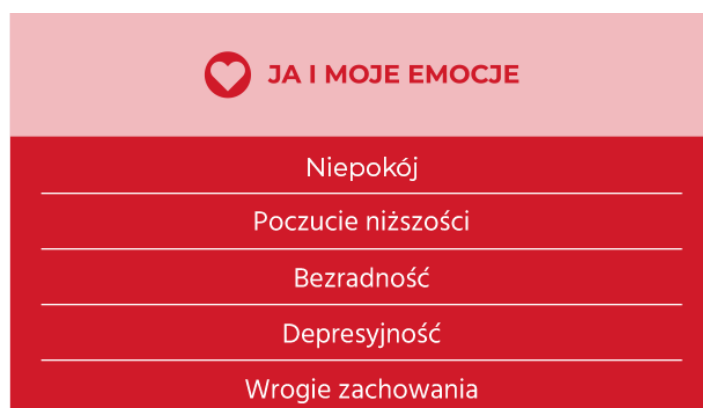 JA I MOJE EMOCJE
Niepokój
Poczucie niższości
Bezradność
Depresyjność
Wrogie zachowania